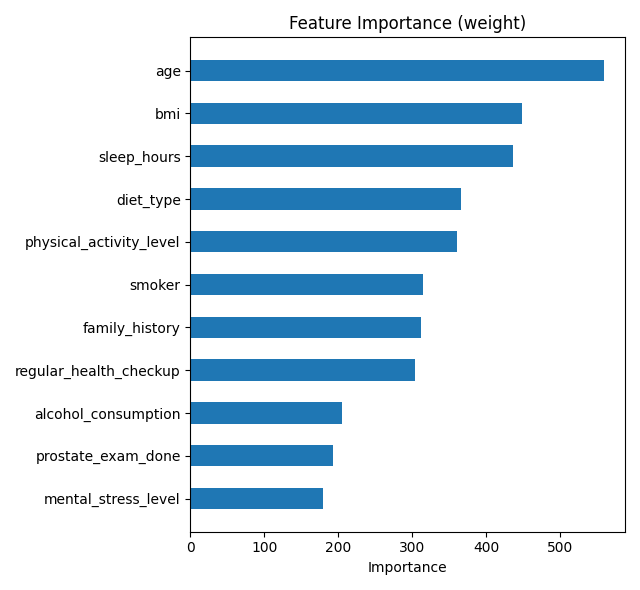 Feature Importance (weight)
age
bmi
sleep_hours
diet_type
physical_activity_level
smoker
family_history
regular_health_checkup
alcohol_consumption
prostate_exam_done
mental_stress_level
0 100 200 300 400 500
Importance